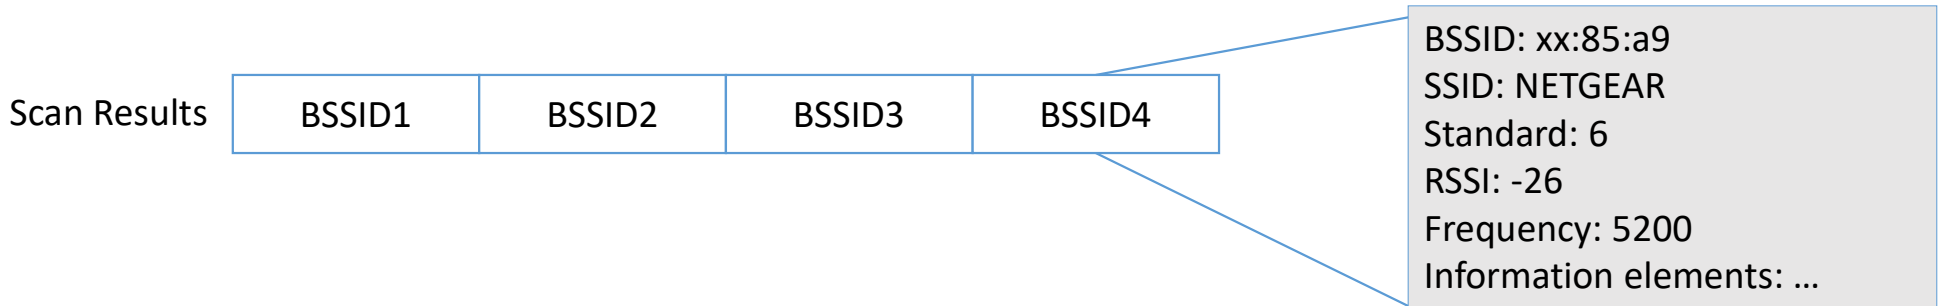 Scan Results BSSID1 BSSID2 BSSID3 BSSID4
BSSID: xx:85:a9
SSID: NETGEAR
Standard: 6
RSSI: -26
Frequency: 5200
Information elements: ...